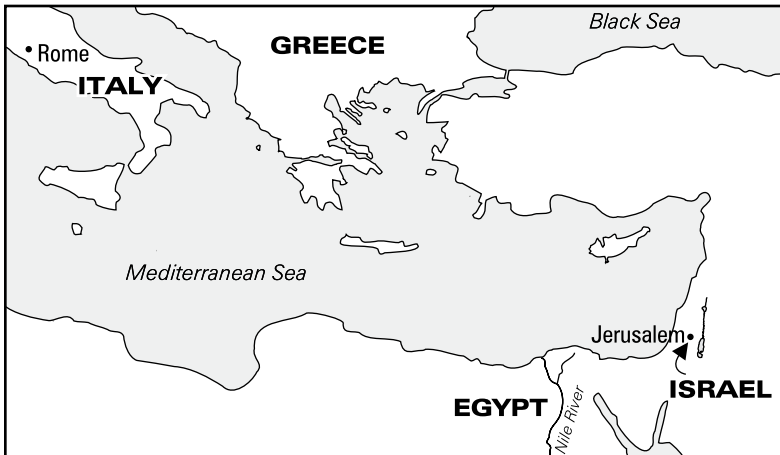 Black Sea
GREECE
Rome
ITALY
Mediterranean Sea
Jerusalem
ISRAEL
EGYPT
Nile River